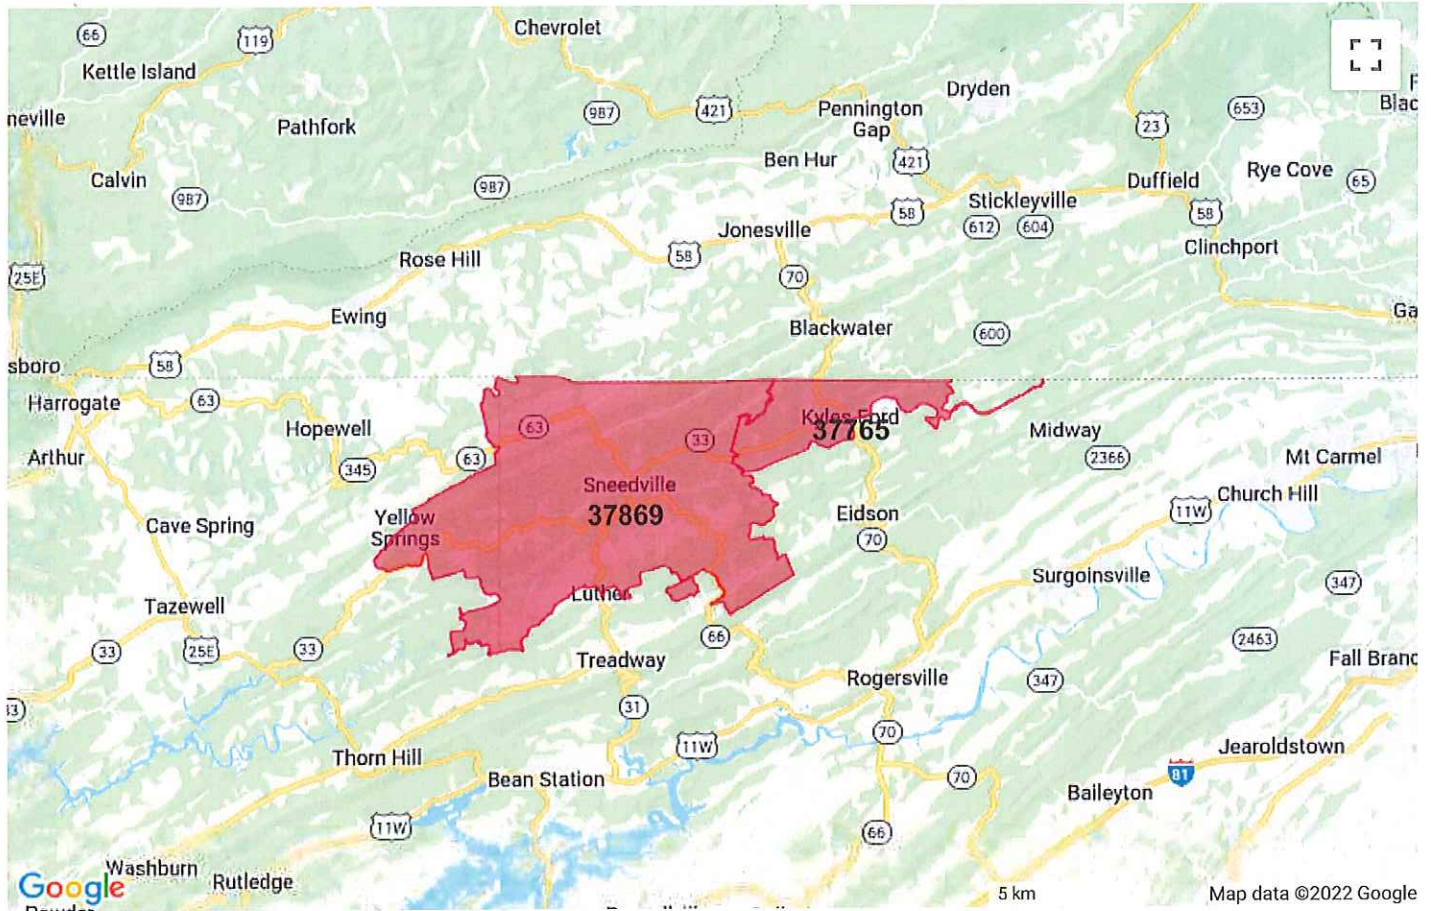 66
119
Chevrolet
Kettle Island
Dryden
neville
Pathfork
987
421
Pennington
Gap
23
653
Blac
Calvin
987
987
Ben Hur
421
Duffield
Rye Cove
65
Stickleyville
58
612
604
58
Jonesville
Clinchport
25E
Rose Hill
58
70
Ewing
Blackwater
600
Ga
sboro
58
Harrogate
63
Hopewell
63
33
Kyles Ford
37765
Midway
2366
Arthur
345
63
Mt Carmel
Sneedville
37869
Church Hill
11W
Cave Spring
Yellow
Springs
Eidson
70
Surgoinsville
347
Tazewell
Luther
33
25E
33
66
2463
Treadway
Fall Branc
Rogersville
347
33
31
70
Thorn Hill
11W
Jearoldstown
Bean Station
70
81
Baileyton
11W
66
Washburn
Google
Rutledge
5 km
Map data ©2022 Google